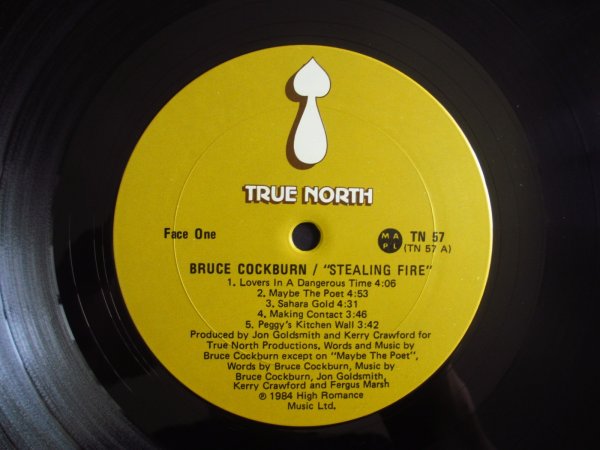 TRUE NORTH
Face One
M A P L
TN 57
(TN 57 A)
BRUCE COCKBURN / "STEALING FIRE"
1. Lovers In A Dangerous Time 4:06
2. Maybe The Poet 4:53
3. Sahara Gold 4:31
4. Making Contact 3:46
5. Peggy's Kitchen Wall 3:42
Produced by Jon Goldsmith and Kerry Crawford for
True North Productions. Words and Music by
Bruce Cockburn except on "Maybe The Poet",
Words by Bruce Cockburn, Music by
Bruce Cockburn, Jon Goldsmith,
Kerry Crawford and Fergus Marsh
℗ 1984 High Romance
Music Ltd.